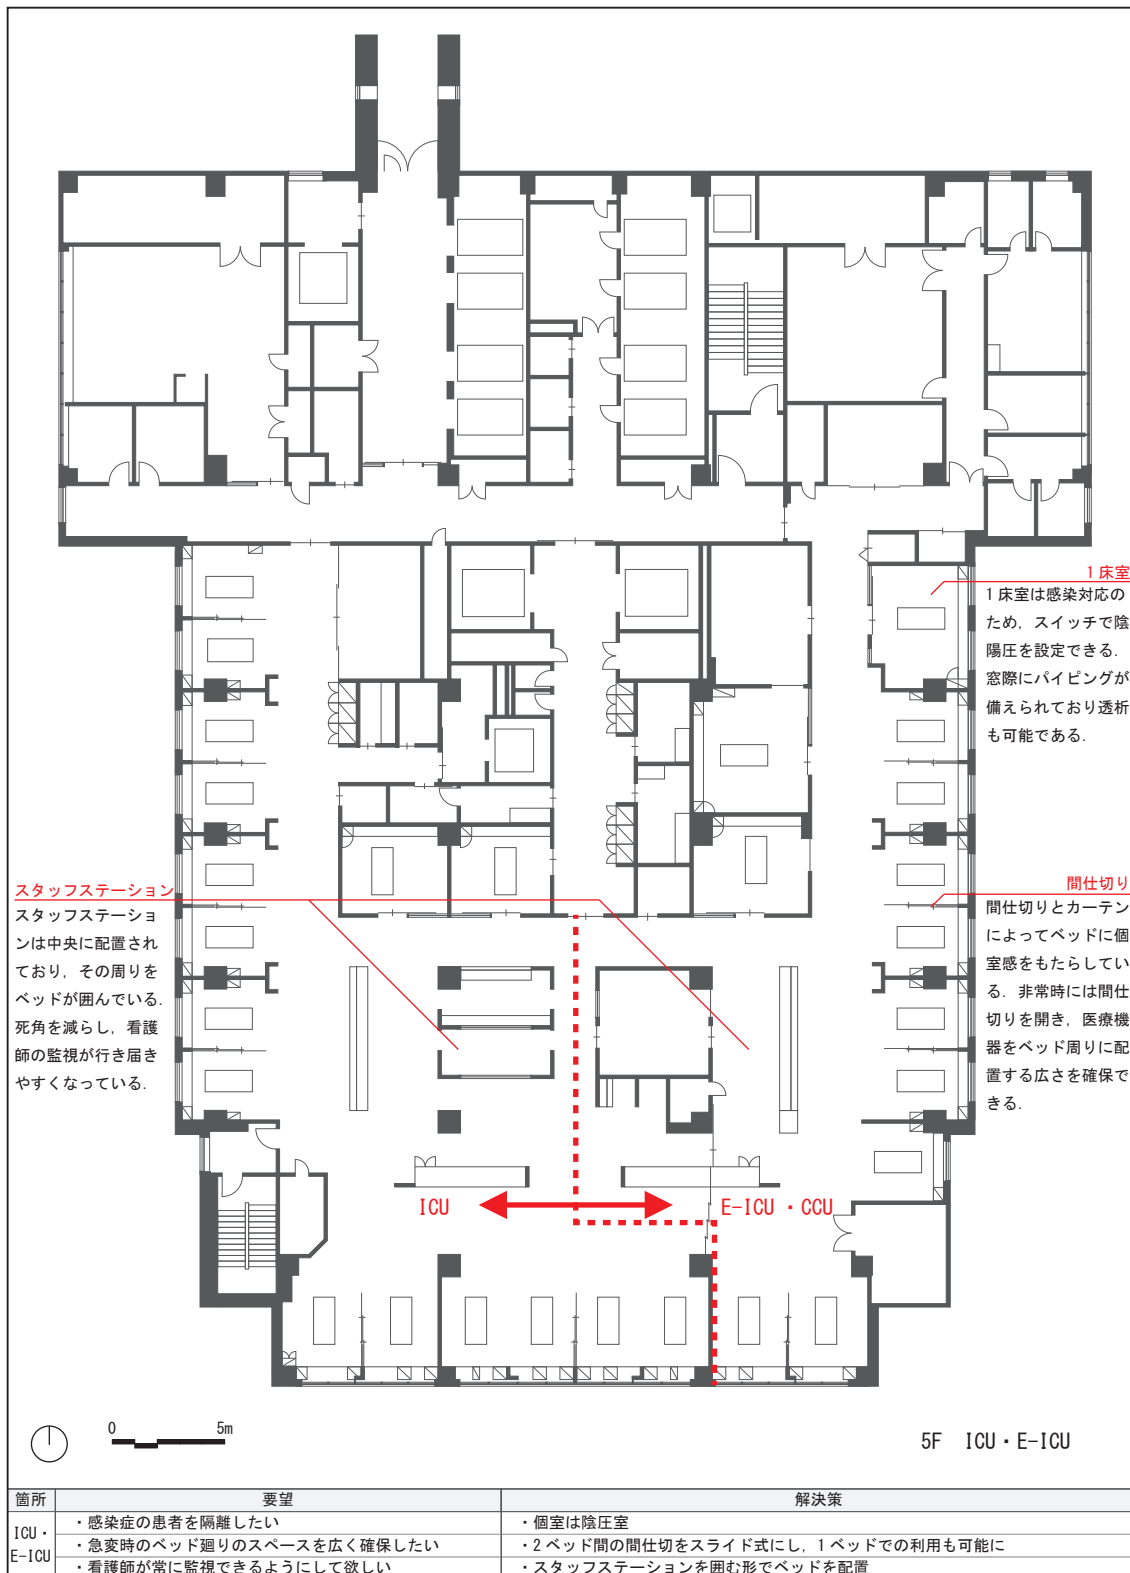 1床室
1床室は感染対応の
ため，スイッチで陰
陽圧を設定できる．
窓際にパイピングが
備えられており透析
も可能である．
スタッフステーション
スタッフステーショ
ンは中央に配置され
ており，その周りを
ベッドが囲んでいる．
死角を減らし，看護
師の監視が行き届き
やすくなっている．
間仕切り
間仕切りとカーテン
によってベッドに個
室感をもたらしてい
る．非常時には間仕
切りを開き，医療機
器をベッド周りに配
置する広さを確保で
きる．
ICU
E-ICU・CCU
0 5m
5F ICU・E-ICU
箇所 要望 解決策
ICU・
E-ICU
・感染症の患者を隔離したい ・個室は陰圧室
・急変時のベッド廻りのスペースを広く確保したい ・2ベッド間の間仕切をスライド式にし，1ベッドでの利用も可能に
・看護師が常に監視できるようにして欲しい ・スタッフステーションを囲む形でベッドを配置